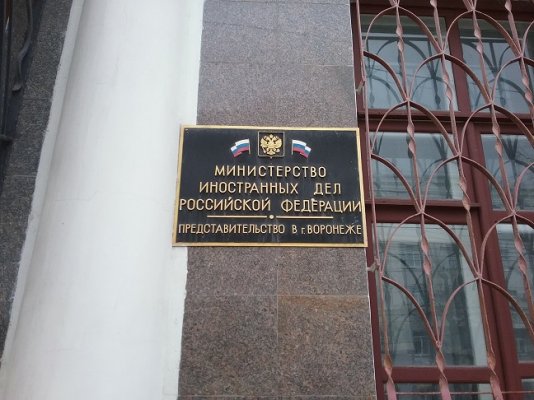 МИНИСТЕРСТВО
ИНОСТРАННЫХ ДЕЛ
РОССИЙСКОЙ ФЕДЕРАЦИИ
ПРЕДСТАВИТЕЛЬСТВО В г. ВОРОНЕЖЕ